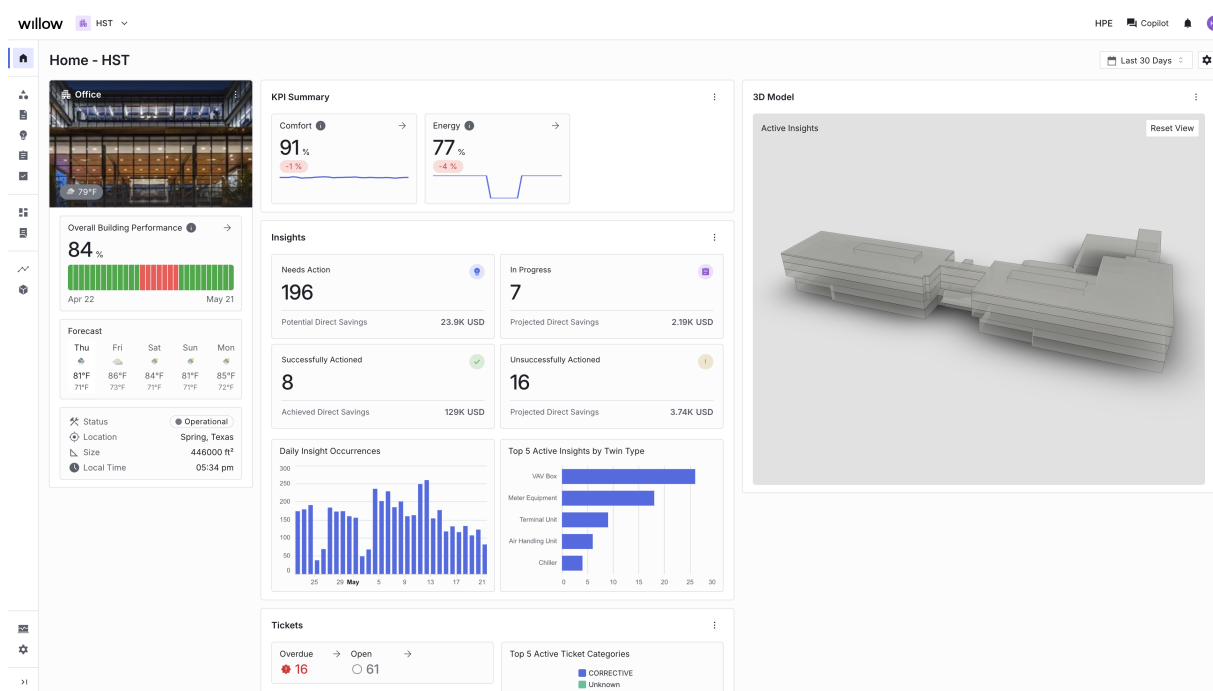 willow
HST
HPE
Copilot
Home - HST
Last 30 Days
Office
79°F
Overall Building Performance
84 %
Apr 22
May 21
Forecast
Thu Fri Sat Sun Mon
81°F 86°F 84°F 81°F 85°F
71°F 73°F 71°F 71°F 72°F
Status Operational
Location Spring, Texas
Size 446000 ft²
Local Time 05:34 pm
KPI Summary
Comfort
91 %
-1 %
Energy
77 %
-4 %
Insights
Needs Action
196
Potential Direct Savings 23.9K USD
In Progress
7
Projected Direct Savings 2.19K USD
Successfully Actioned
8
Achieved Direct Savings 129K USD
Unsuccessfully Actioned
16
Projected Direct Savings 3.74K USD
Daily Insight Occurrences
300
250
200
150
100
50
0
25 29 May 5 9 13 17 21
Top 5 Active Insights by Twin Type
VAV Box
Meter Equipment
Terminal Unit
Air Handling Unit
Chiller
0 5 10 15 20 25 30
Tickets
Overdue
16
Open
61
Top 5 Active Ticket Categories
CORRECTIVE
Unknown
3D Model
Active Insights
Reset View